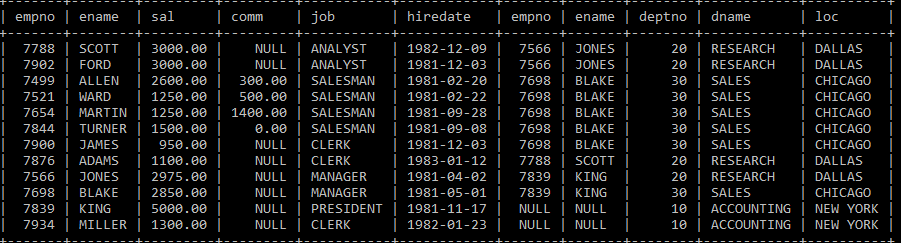 | empno | ename | sal | comm | job | hiredate | empno | ename | deptno | dname | loc |
| 7788 | SCOTT | 3000.00 | NULL | ANALYST | 1982-12-09 | 7566 | JONES | 20 | RESEARCH | DALLAS |
| 7902 | FORD | 3000.00 | NULL | ANALYST | 1981-12-03 | 7566 | JONES | 20 | RESEARCH | DALLAS |
| 7499 | ALLEN | 2600.00 | 300.00 | SALESMAN | 1981-02-20 | 7698 | BLAKE | 30 | SALES | CHICAGO |
| 7521 | WARD | 1250.00 | 500.00 | SALESMAN | 1981-02-22 | 7698 | BLAKE | 30 | SALES | CHICAGO |
| 7654 | MARTIN | 1250.00 | 1400.00 | SALESMAN | 1981-09-28 | 7698 | BLAKE | 30 | SALES | CHICAGO |
| 7844 | TURNER | 1500.00 | 0.00 | SALESMAN | 1981-09-08 | 7698 | BLAKE | 30 | SALES | CHICAGO |
| 7900 | JAMES | 950.00 | NULL | CLERK | 1981-12-03 | 7698 | BLAKE | 30 | SALES | CHICAGO |
| 7876 | ADAMS | 1100.00 | NULL | CLERK | 1983-01-12 | 7788 | SCOTT | 20 | RESEARCH | DALLAS |
| 7566 | JONES | 2975.00 | NULL | MANAGER | 1981-04-02 | 7839 | KING | 20 | RESEARCH | DALLAS |
| 7698 | BLAKE | 2850.00 | NULL | MANAGER | 1981-05-01 | 7839 | KING | 30 | SALES | CHICAGO |
| 7839 | KING | 5000.00 | NULL | PRESIDENT | 1981-11-17 | NULL | NULL | 10 | ACCOUNTING | NEW YORK |
| 7934 | MILLER | 1300.00 | NULL | CLERK | 1982-01-23 | NULL | NULL | 10 | ACCOUNTING | NEW YORK |